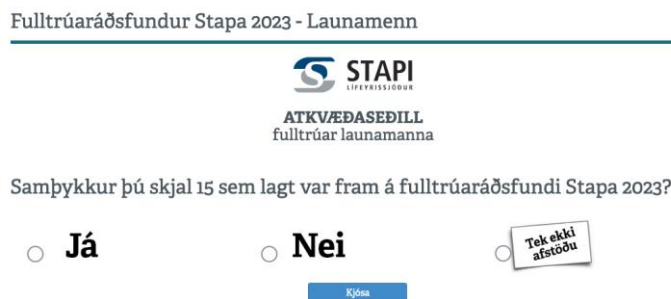 Fulltrúaráðsfundur Stapa 2023 - Launamenn
STAPI
LÍFEYRISSJÓÐUR
ATKVÆÐASEÐILL
fulltrúar launamanna
Samþykkur þú skjal 15 sem lagt var fram á fulltrúaráðsfundi Stapa 2023?
Já
Nei
Tek ekki
afstöðu
Kjósa